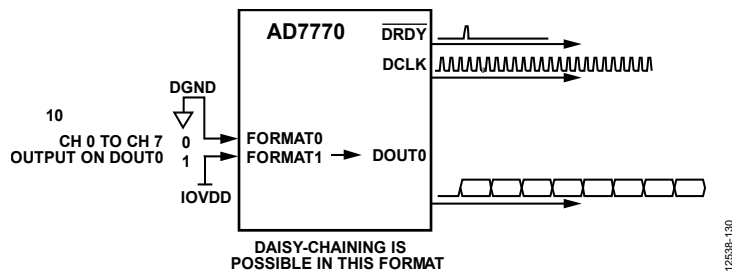 AD7770
DRDY
DCLK
DGND
10
CH 0 TO CH 7 0 FORMAT0
OUTPUT ON DOUT0 1 FORMAT1 DOUT0
IOVDD
DAISY-CHAINING IS
POSSIBLE IN THIS FORMAT
12538-130